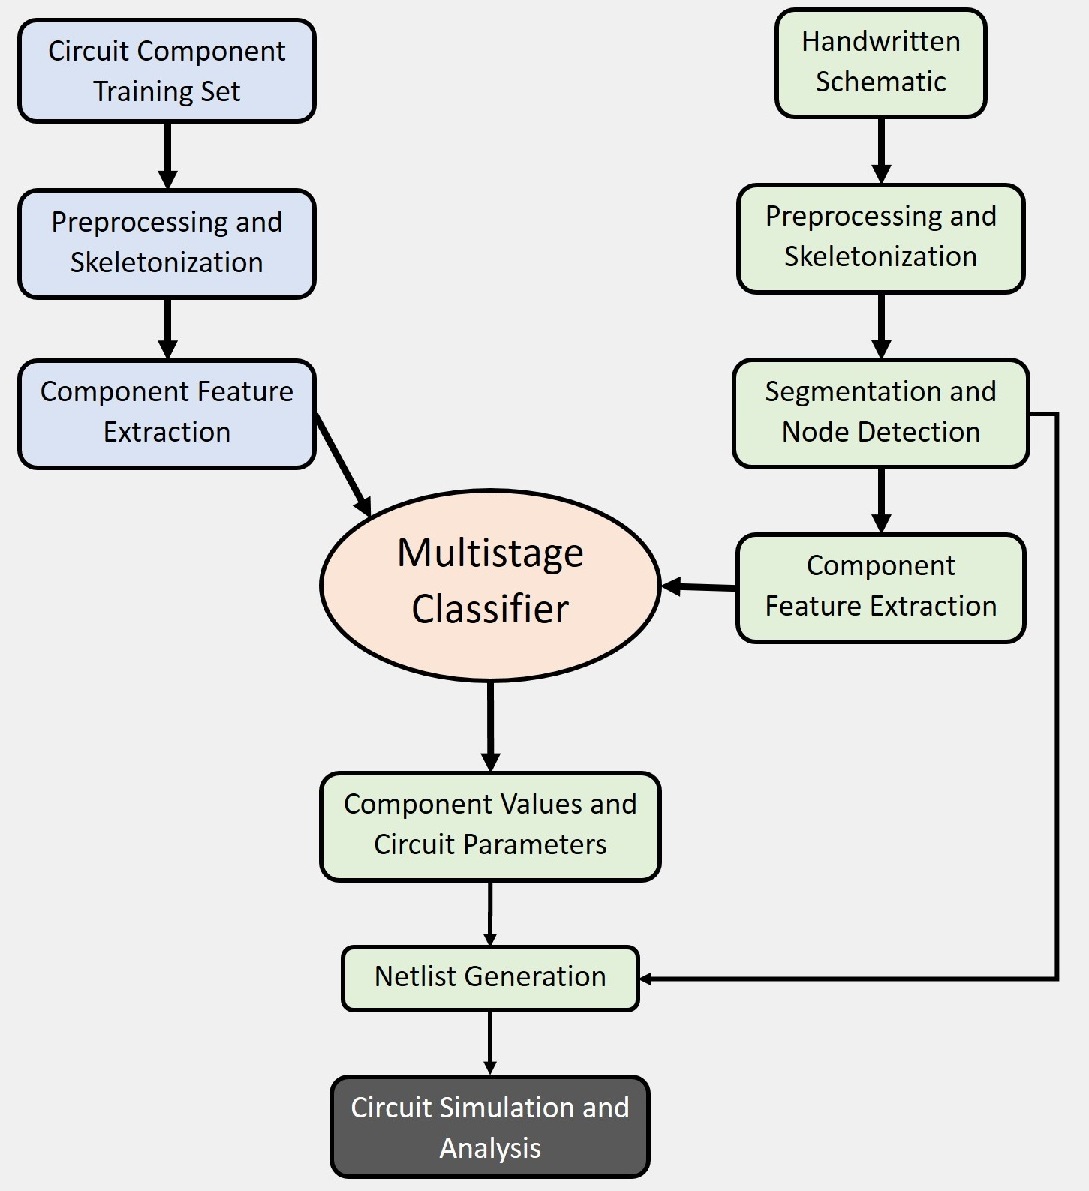 Circuit Component
Training Set
Preprocessing and
Skeletonization
Component Feature
Extraction
Handwritten
Schematic
Preprocessing and
Skeletonization
Segmentation and
Node Detection
Component
Feature Extraction
Multistage
Classifier
Component Values and
Circuit Parameters
Netlist Generation
Circuit Simulation and
Analysis